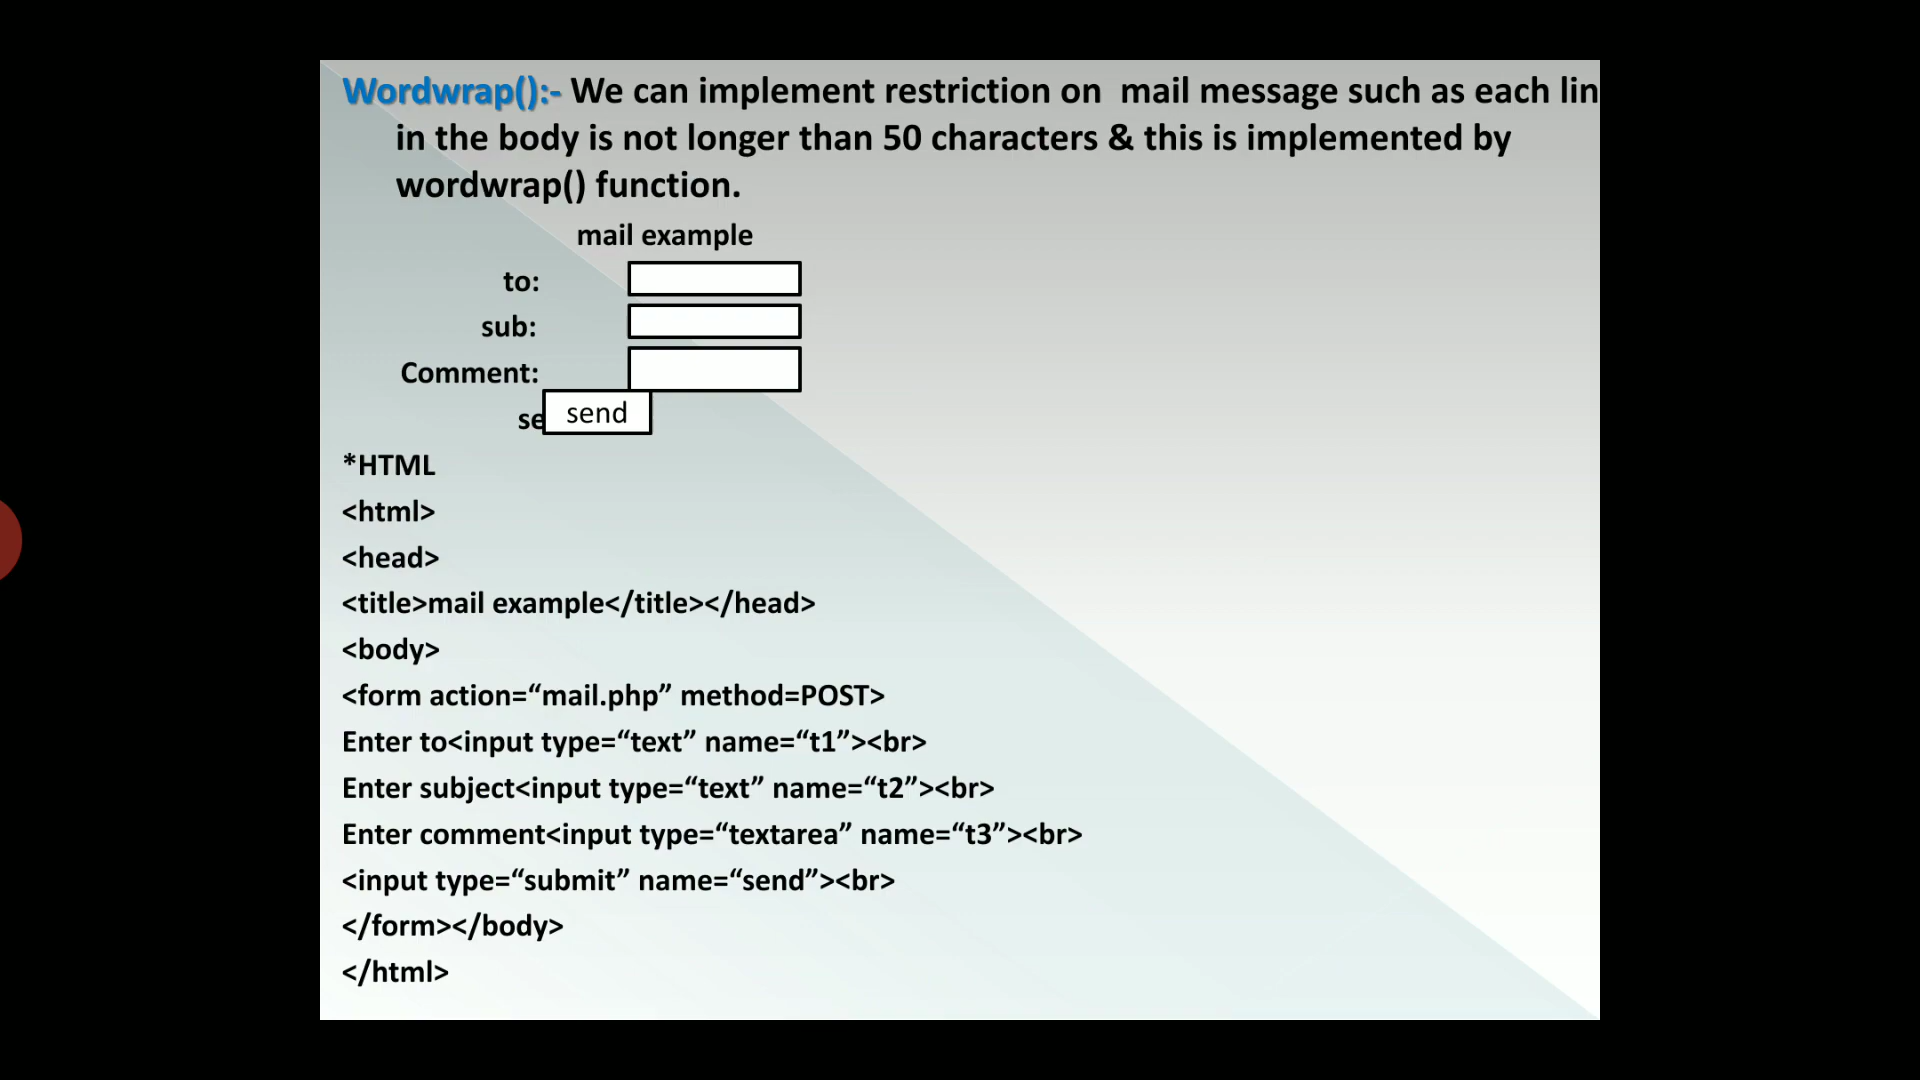 Wordwrap():- We can implement restriction on mail message such as each lin
in the body is not longer than 50 characters & this is implemented by
wordwrap() function.
mail example
to:
sub:
Comment:
se send
*HTML
<html>
<head>
<title>mail example</title></head>
<body>
<form action=“mail.php” method=POST>
Enter to<input type=“text” name=“t1”><br>
Enter subject<input type=“text” name=“t2”><br>
Enter comment<input type=“textarea” name=“t3”><br>
<input type=“submit” name=“send”><br>
</form></body>
</html>